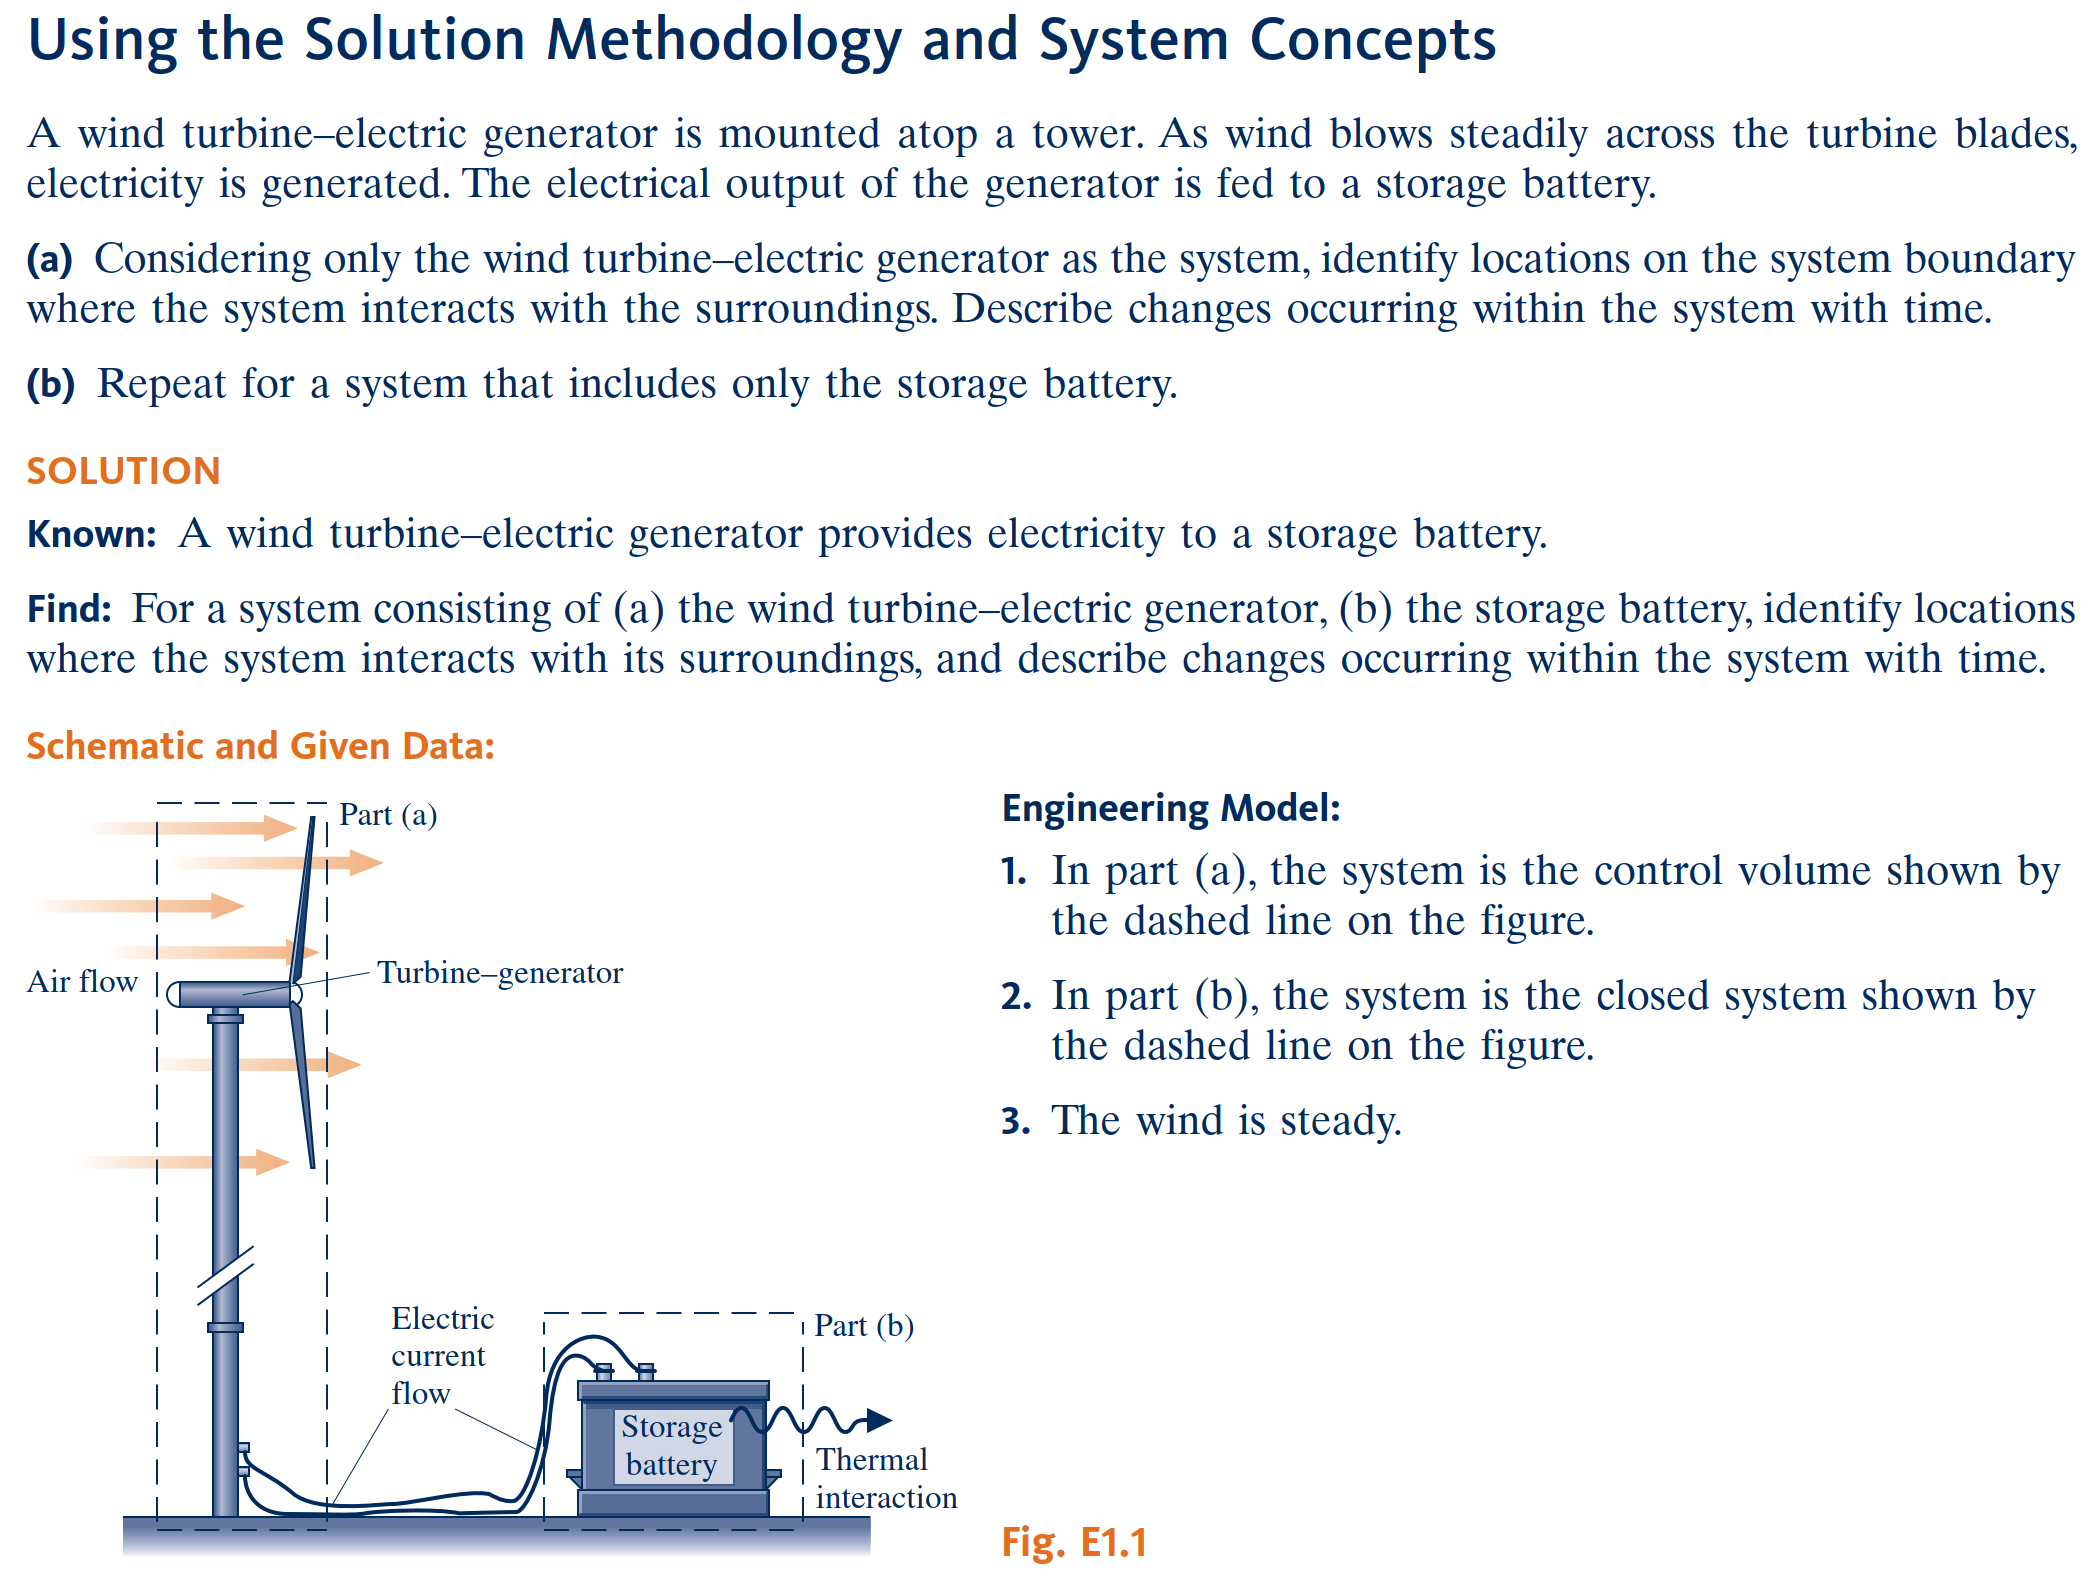 Using the Solution Methodology and System Concepts
A wind turbine–electric generator is mounted atop a tower. As wind blows steadily across the turbine blades,
electricity is generated. The electrical output of the generator is fed to a storage battery.
(a) Considering only the wind turbine–electric generator as the system, identify locations on the system boundary
where the system interacts with the surroundings. Describe changes occurring within the system with time.
(b) Repeat for a system that includes only the storage battery.
SOLUTION
Known: A wind turbine–electric generator provides electricity to a storage battery.
Find: For a system consisting of (a) the wind turbine–electric generator, (b) the storage battery, identify locations
where the system interacts with its surroundings, and describe changes occurring within the system with time.
Schematic and Given Data:
Part (a)
Air flow
Turbine–generator
Electric
current
flow
Part (b)
Storage
battery
Thermal
interaction
Engineering Model:
1. In part (a), the system is the control volume shown by
the dashed line on the figure.
2. In part (b), the system is the closed system shown by
the dashed line on the figure.
3. The wind is steady.
Fig. E1.1